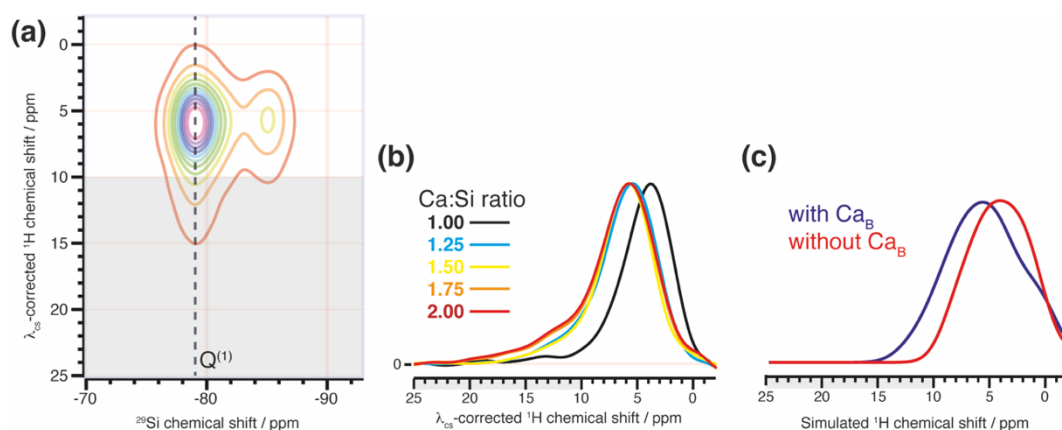 (a)
0
5
10
15
20
25
λcs-corrected ¹H chemical shift / ppm
Q⁽¹⁾
-70
-80
-90
²⁹Si chemical shift / ppm
(b)
Ca:Si ratio
1.00
1.25
1.50
1.75
2.00
0
25
20
15
10
5
0
λcs-corrected ¹H chemical shift / ppm
(c)
with CaB
without CaB
25
20
15
10
5
0
Simulated ¹H chemical shift / ppm